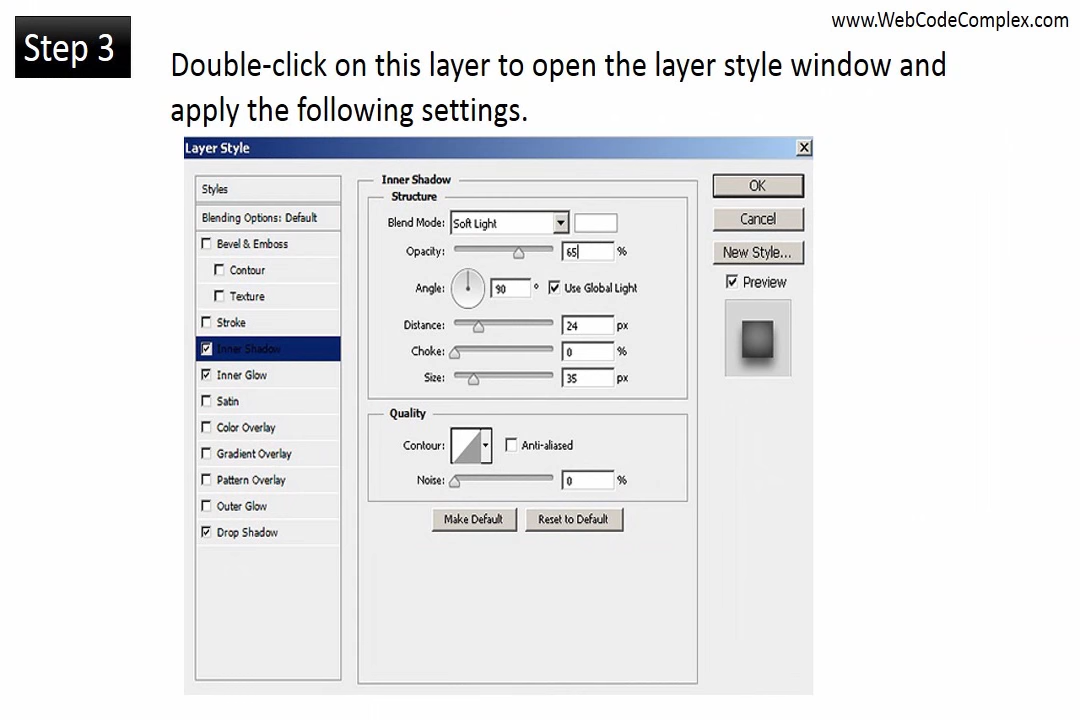 www.WebCodeComplex.com
Step 3
Double-click on this layer to open the layer style window and
apply the following settings.
Layer Style
Styles
Blending Options: Default
Bevel & Emboss
Contour
Texture
Stroke
Inner Shadow
Inner Glow
Satin
Color Overlay
Gradient Overlay
Pattern Overlay
Outer Glow
Drop Shadow
Inner Shadow
Structure
Blend Mode: Soft Light
Opacity: 65 %
Angle: 90 ° Use Global Light
Distance: 24 px
Choke: 0 %
Size: 35 px
Quality
Contour: Anti-aliased
Noise: 0 %
Make Default Reset to Default
OK
Cancel
New Style...
Preview